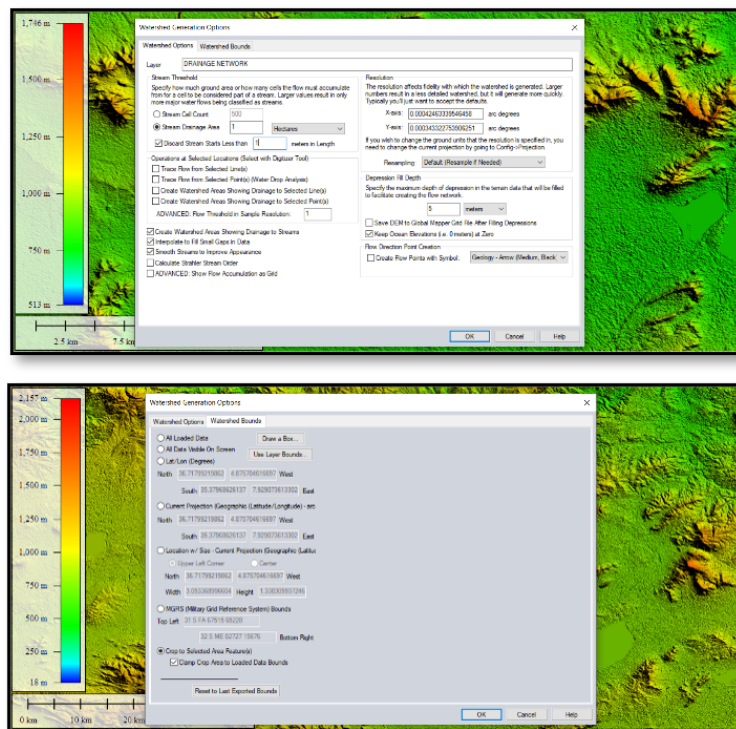 1,746 m
1,500 m
1,250 m
1,000 m
750 m
513 m
2.5 km 7.5 km
Watershed Generation Options
Watershed Options Watershed Bounds
Layer DRAINAGE NETWORK
Stream Threshold
Specify how much ground area or how many cells the flow must accumulate
from for a cell to be considered part of a stream. Larger values result in only
more major water flows being classified as streams.
Stream Cell Count 500
Stream Drainage Area 1 Hectares
Discard Stream Starts Less than 1 meters in Length
Operations at Selected Locations (Select with Digitizer Tool)
Trace Flow from Selected Line(s)
Trace Flow from Selected Point(s) (Water Drop Analysis)
Create Watershed Areas Showing Drainage to Selected Line(s)
Create Watershed Areas Showing Drainage to Selected Point(s)
ADVANCED: Flow Threshold in Sample Resolution: 1
Create Watershed Areas Showing Drainage to Streams
Interpolate to Fill Small Gaps in Data
Smooth Streams to Improve Appearance
Calculate Strahler Stream Order
ADVANCED: Show Flow Accumulation as Grid
Resolution
The resolution affects fidelity with which the watershed is generated. Larger
numbers result in a less detailed watershed, but it will generate more quickly.
Typically you'll just want to accept the defaults.
X-axis: arc degrees
Y-axis: arc degrees
If you wish to change the ground units that the resolution is specified in, you
need to change the current projection by going to Config->Projection.
Resampling: Default (Resample if Needed)
Depression Fill Depth
Specify the maximum depth of depression in the terrain data that will be filled
to facilitate creating the flow network.
5 meters
Save DEM to Global Mapper Grid File After Filling Depressions
Keep Ocean Elevations (i.e. 0 meters) at Zero
Flow Direction Point Creation
Create Flow Points with Symbol: Geology - Arrow (Medium, Black
OK Cancel Help
2,157 m
2,000 m
1,750 m
1,500 m
1,250 m
1,000 m
750 m
500 m
250 m
18 m
0 km 10 km 20 k
Watershed Generation Options
Watershed Options Watershed Bounds
All Loaded Data Draw a Box...
All Data Visible On Screen
Use Layer Bounds...
Lat/Lon (Degrees)
North West
South East
Current Projection (Geographic (Latitude/Longitude) - arc
North West
South East
Location w/ Size - Current Projection (Geographic (Latituc
Upper Left Corner Center
North West
Width Height
MGRS (Military Grid Reference System) Bounds
Top Left
Bottom Right
Crop to Selected Area Feature(s)
Clamp Crop Area to Loaded Data Bounds
Reset to Last Exported Bounds
OK Cancel Help